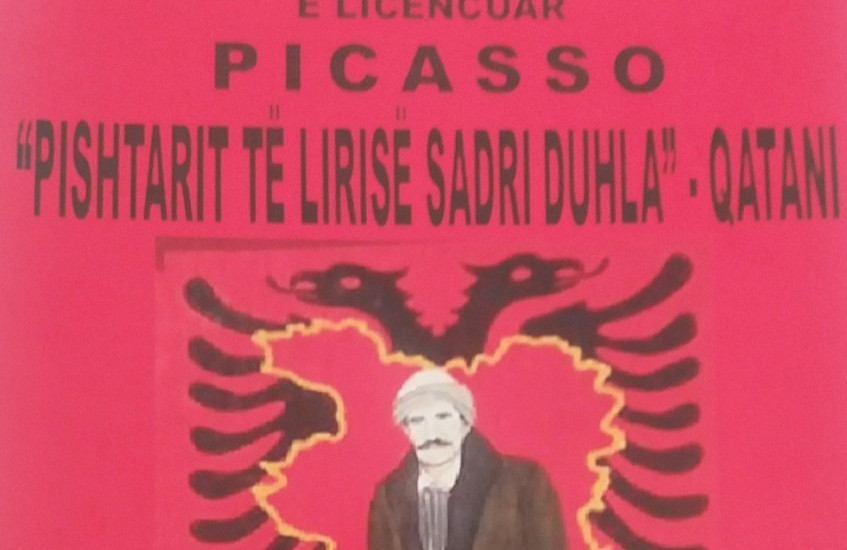 E LICENCUAR
PICASSO
“PISHTARIT TË LIRISË SADRI DUHLA” - QATANI